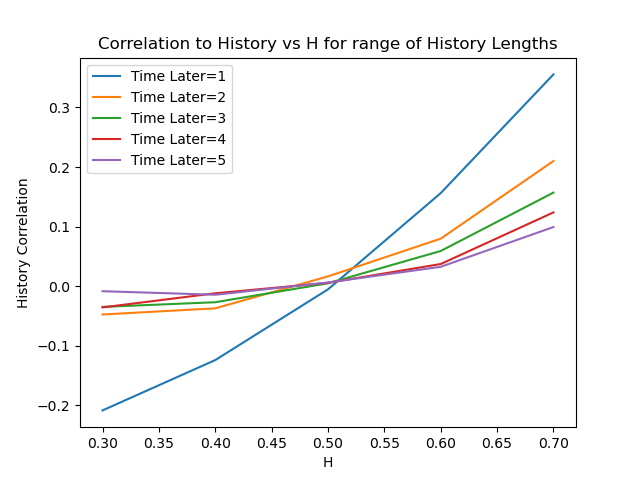 Correlation to History vs H for range of History Lengths
Time Later=1
Time Later=2
Time Later=3
Time Later=4
Time Later=5
0.3
0.2
0.1
0.0
−0.1
−0.2
History Correlation
0.30 0.35 0.40 0.45 0.50 0.55 0.60 0.65 0.70
H